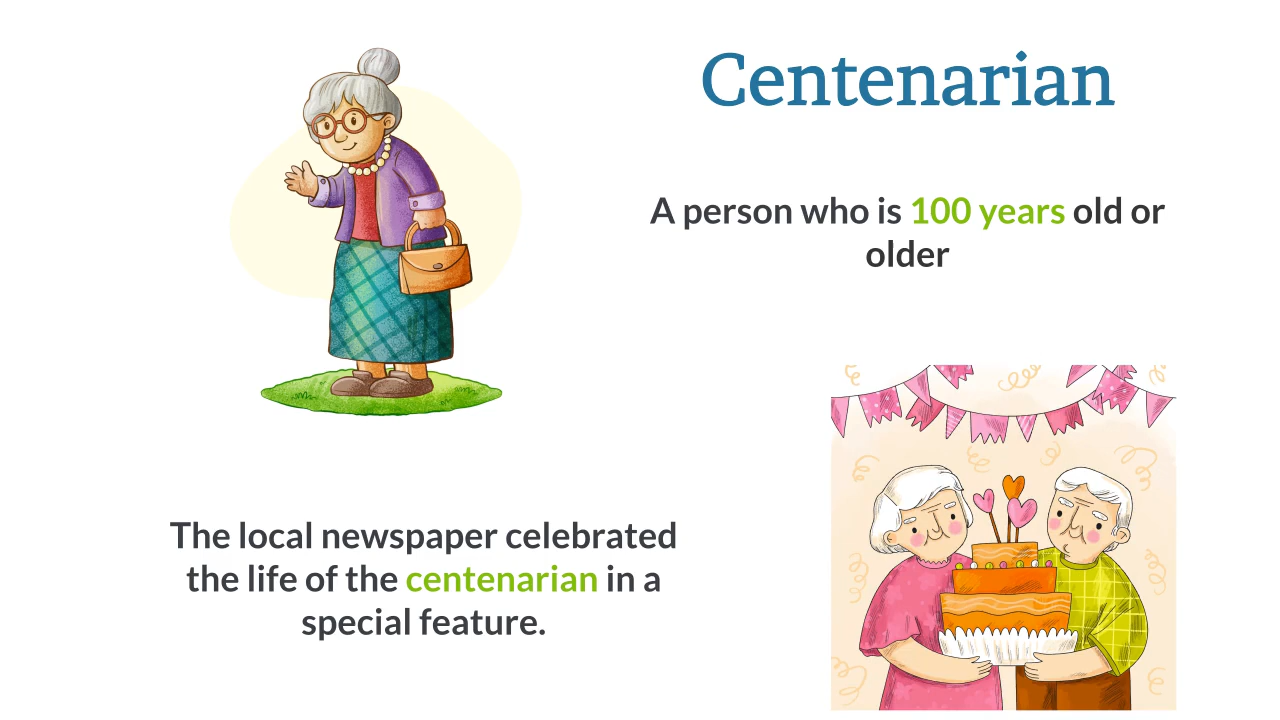 Centenarian
A person who is 100 years old or
older
The local newspaper celebrated
the life of the centenarian in a
special feature.